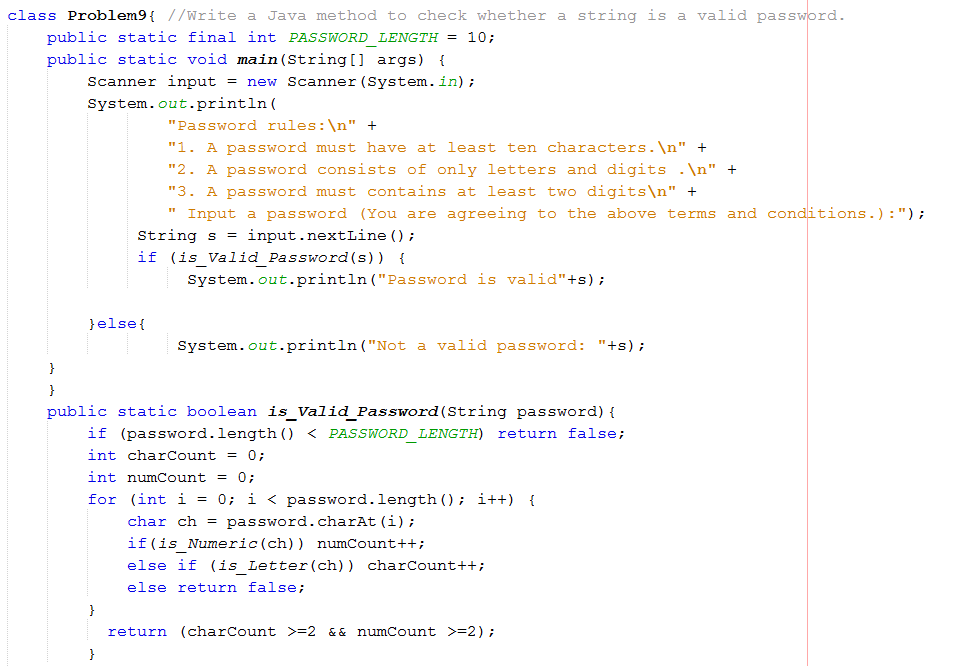 class Problem9{ //Write a Java method to check whether a string is a valid password.
public static final int PASSWORD_LENGTH = 10;
public static void main(String[] args) {
Scanner input = new Scanner(System.in);
System.out.println(
"Password rules:\n" +
"1. A password must have at least ten characters.\n" +
"2. A password consists of only letters and digits .\n" +
"3. A password must contains at least two digits\n" +
" Input a password (You are agreeing to the above terms and conditions.):");
String s = input.nextLine();
if (is_Valid_Password(s)) {
System.out.println("Password is valid"+s);
}else{
System.out.println("Not a valid password: "+s);
}
}
public static boolean is_Valid_Password(String password){
if (password.length() < PASSWORD_LENGTH) return false;
int charCount = 0;
int numCount = 0;
for (int i = 0; i < password.length(); i++) {
char ch = password.charAt(i);
if(is_Numeric(ch)) numCount++;
else if (is_Letter(ch)) charCount++;
else return false;
}
return (charCount >=2 && numCount >=2);
}